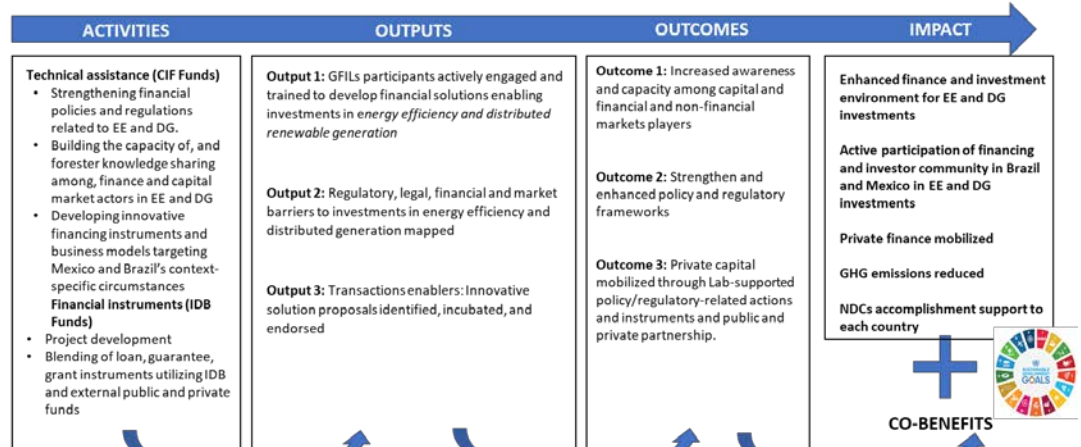 ACTIVITIES
OUTPUTS
OUTCOMES
IMPACT
Technical assistance (CIF Funds)
• Strengthening financial
policies and regulations
related to EE and DG.
• Building the capacity of, and
forester knowledge sharing
among, finance and capital
market actors in EE and DG
• Developing innovative
financing instruments and
business models targeting
Mexico and Brazil's context-
specific circumstances
Financial instruments (IDB
Funds)
• Project development
• Blending of loan, guarantee,
grant instruments utilizing IDB
and external public and private
funds
Output 1: GFILs participants actively engaged and
trained to develop financial solutions enabling
investments in energy efficiency and distributed
renewable generation
Output 2: Regulatory, legal, financial and market
barriers to investments in energy efficiency and
distributed generation mapped
Output 3: Transactions enablers: Innovative
solution proposals identified, incubated, and
endorsed
Outcome 1: Increased awareness
and capacity among capital and
financial and non-financial
markets players
Outcome 2: Strengthen and
enhanced policy and regulatory
frameworks
Outcome 3: Private capital
mobilized through Lab-supported
policy/regulatory-related actions
and instruments and public and
private partnership.
Enhanced finance and investment
environment for EE and DG
investments
Active participation of financing
and investor community in Brazil
and Mexico in EE and DG
investments
Private finance mobilized
GHG emissions reduced
NDCs accomplishment support to
each country
SUSTAINABLE
DEVELOPMENT
GOALS
CO-BENEFITS